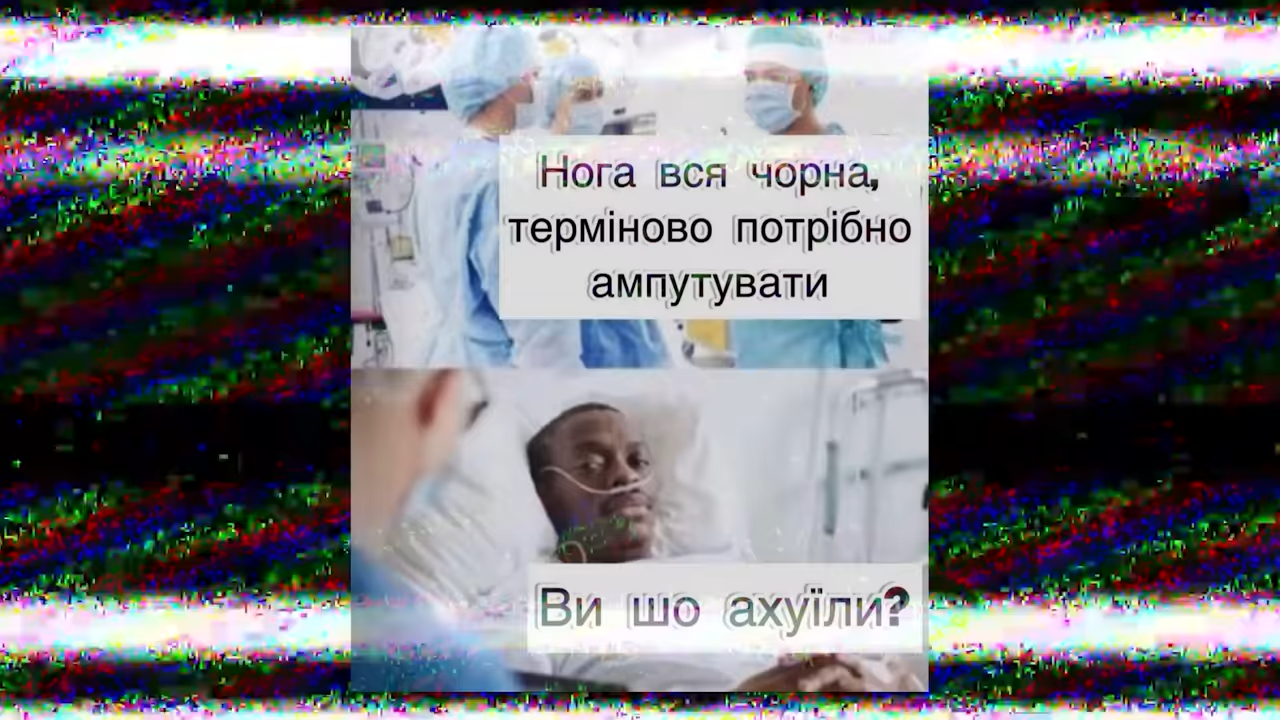 Нога вся чорна,
терміново потрібно
ампутувати
Ви шо ахуїли?